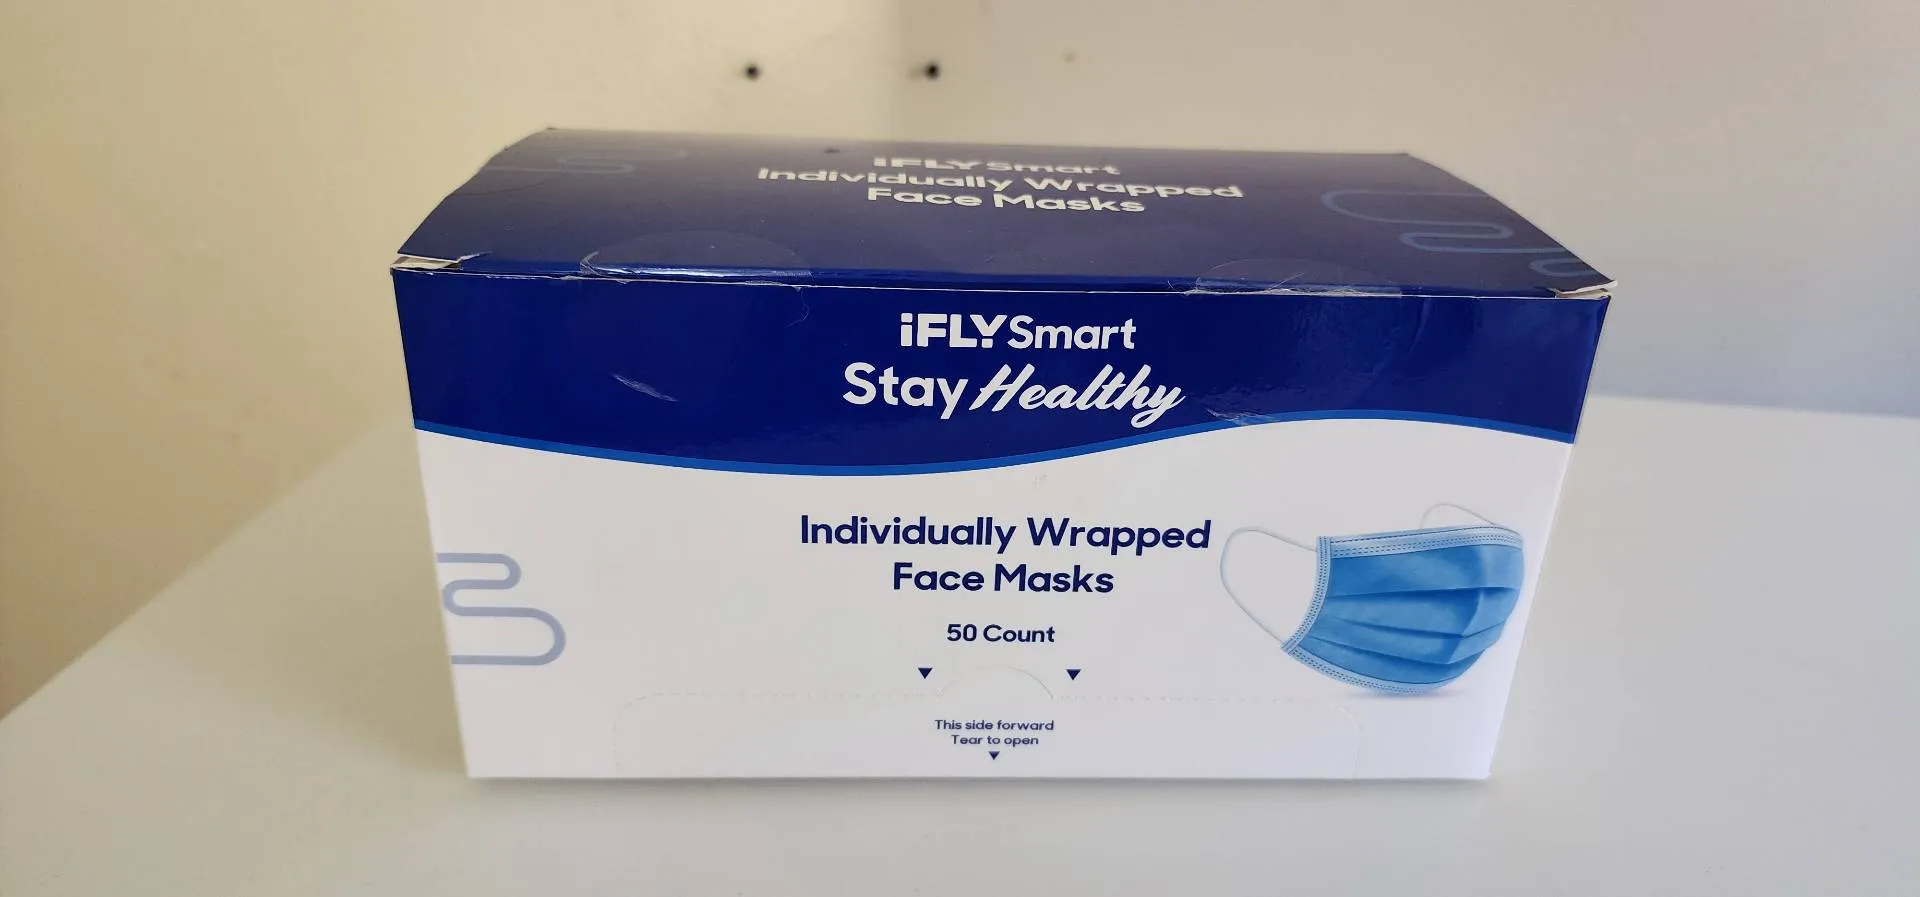 iFLYSmart
Individually Wrapped
Face Masks
iFLYSmart
Stay Healthy
Individually Wrapped
Face Masks
50 Count
This side forward
Tear to open